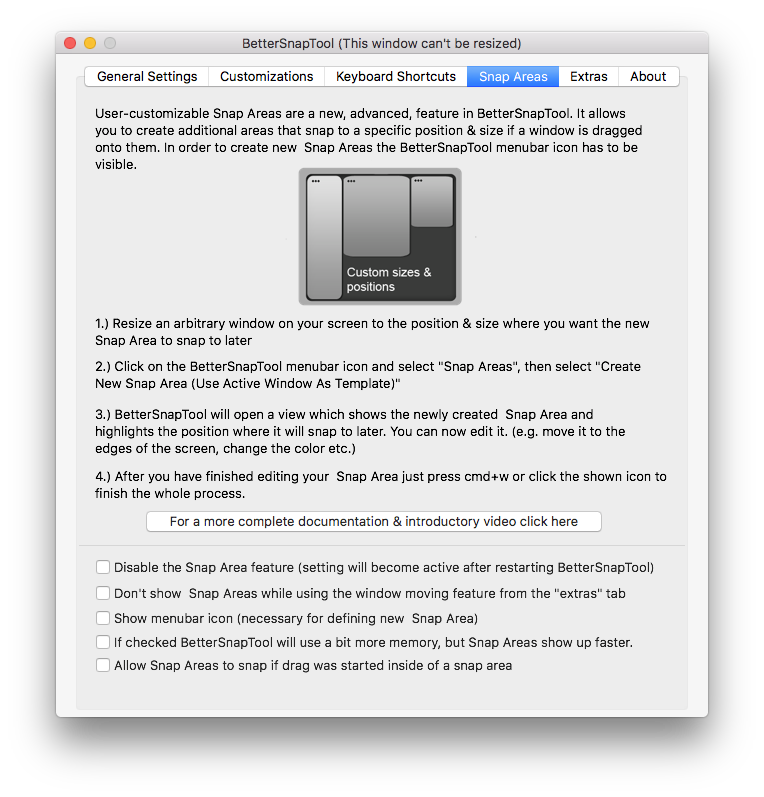 BetterSnapTool (This window can't be resized)
General Settings Customizations Keyboard Shortcuts Snap Areas Extras About
User-customizable Snap Areas are a new, advanced, feature in BetterSnapTool. It allows
you to create additional areas that snap to a specific position & size if a window is dragged
onto them. In order to create new  Snap Areas the BetterSnapTool menubar icon has to be
visible.
Custom sizes &
positions
1.) Resize an arbitrary window on your screen to the position & size where you want the new
Snap Area to snap to later
2.) Click on the BetterSnapTool menubar icon and select "Snap Areas", then select "Create
New Snap Area (Use Active Window As Template)"
3.) BetterSnapTool will open a view which shows the newly created  Snap Area and
highlights the position where it will snap to later. You can now edit it. (e.g. move it to the
edges of the screen, change the color etc.)
4.) After you have finished editing your  Snap Area just press cmd+w or click the shown icon to
finish the whole process.
For a more complete documentation & introductory video click here
Disable the Snap Area feature (setting will become active after restarting BetterSnapTool)
Don't show  Snap Areas while using the window moving feature from the "extras" tab
Show menubar icon (necessary for defining new  Snap Area)
If checked BetterSnapTool will use a bit more memory, but Snap Areas show up faster.
Allow Snap Areas to snap if drag was started inside of a snap area